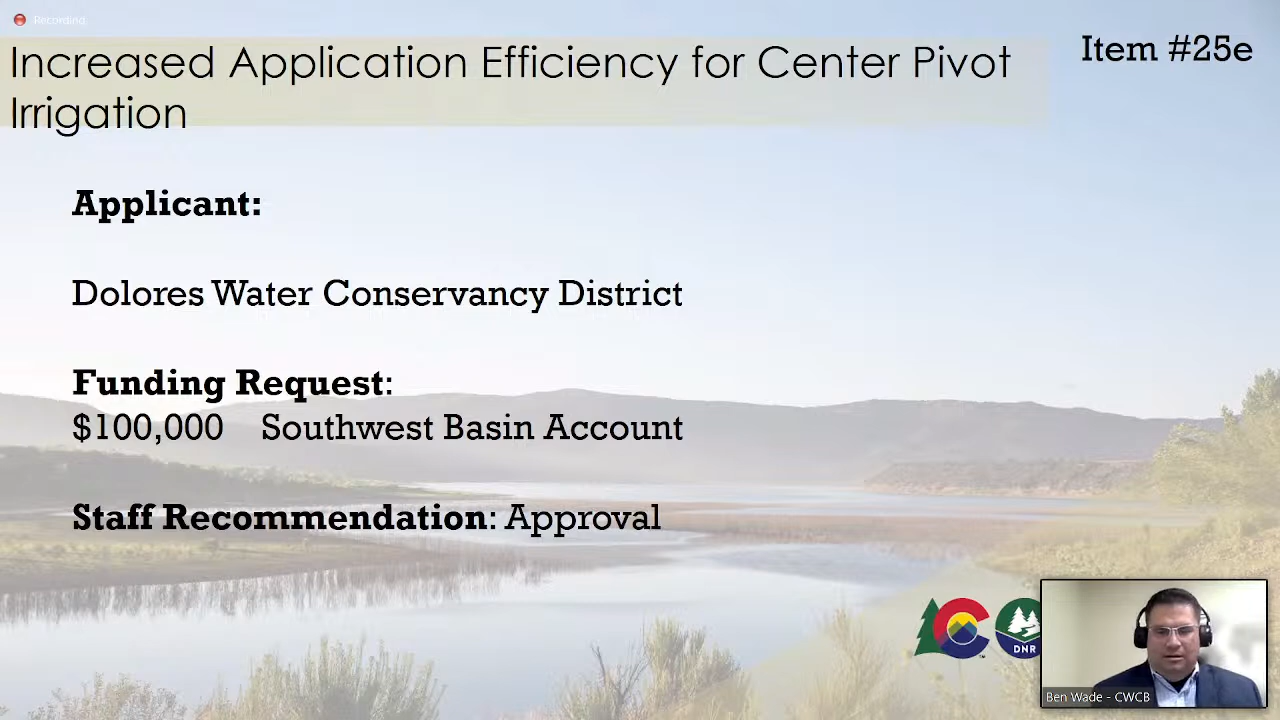 Recording
Item #25e
Increased Application Efficiency for Center Pivot
Irrigation
Applicant:
Dolores Water Conservancy District
Funding Request:
$100,000 Southwest Basin Account
Staff Recommendation: Approval
DNR
Ben Wade - CWCB